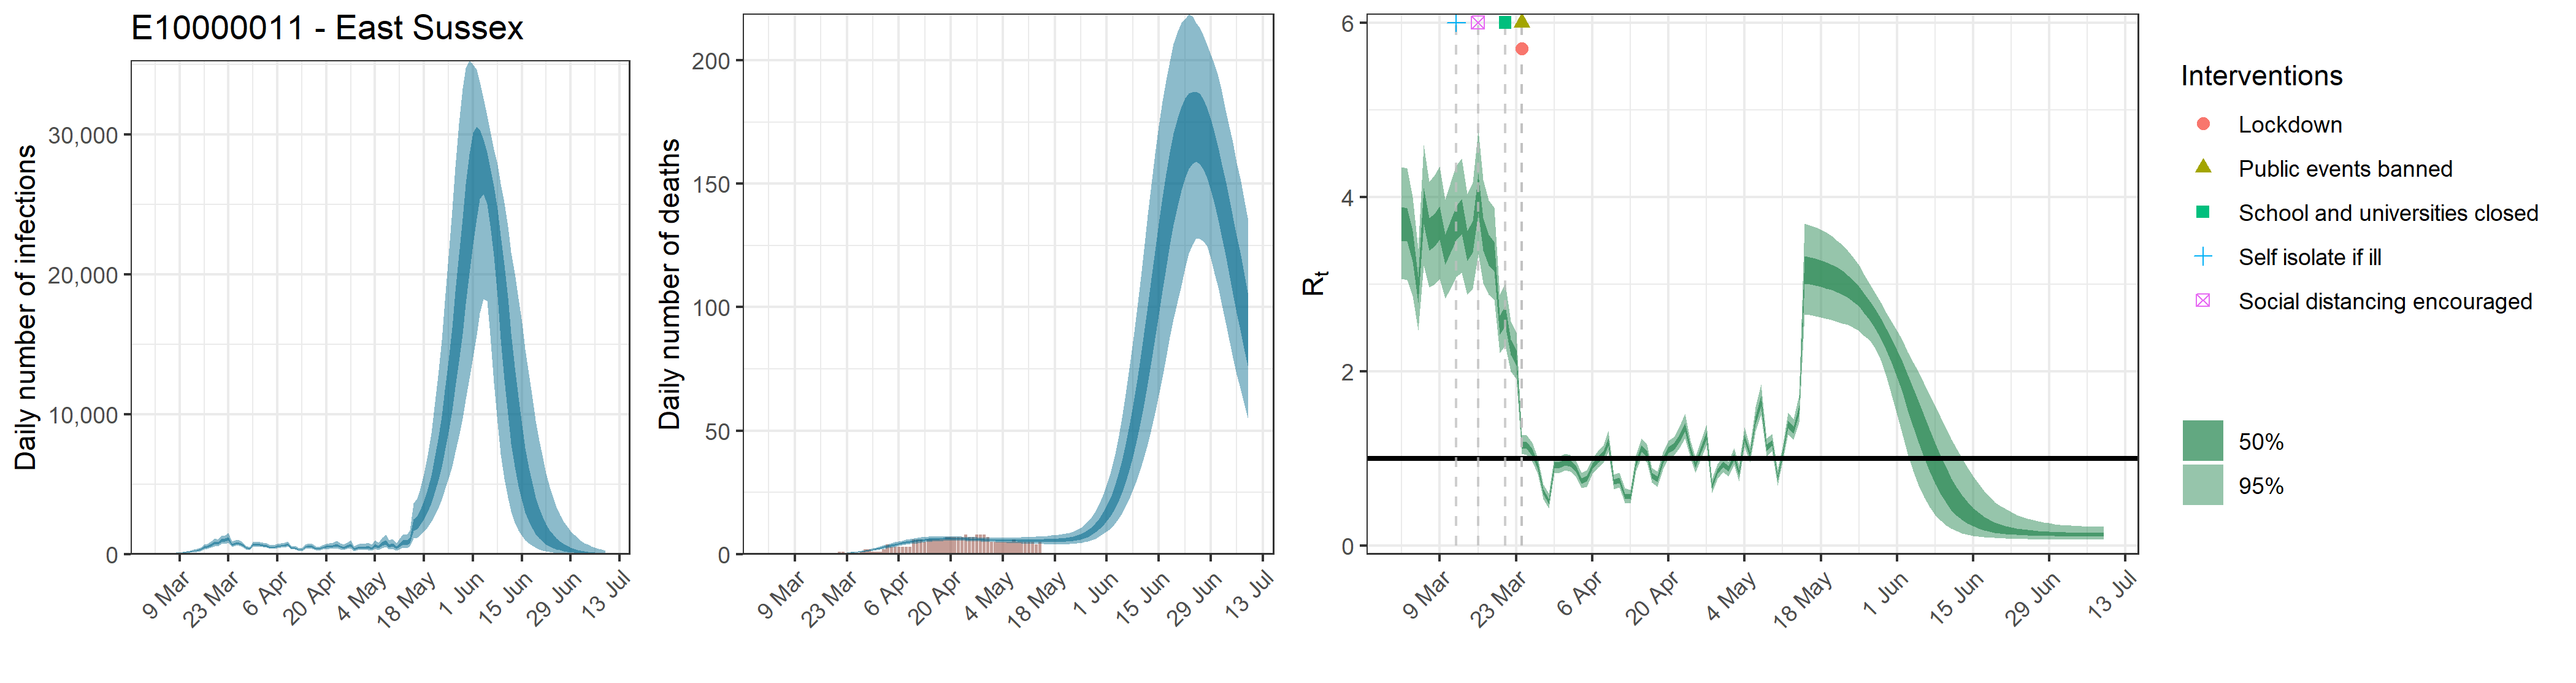 E10000011 - East Sussex
Daily number of infections
30,000
20,000
10,000
0
9 Mar
23 Mar
6 Apr
20 Apr
4 May
18 May
1 Jun
15 Jun
29 Jun
13 Jul
Daily number of deaths
200
150
100
50
0
9 Mar
23 Mar
6 Apr
20 Apr
4 May
18 May
1 Jun
15 Jun
29 Jun
13 Jul
Rt
6
4
2
0
9 Mar
23 Mar
6 Apr
20 Apr
4 May
18 May
1 Jun
15 Jun
29 Jun
13 Jul
Interventions
Lockdown
Public events banned
School and universities closed
Self isolate if ill
Social distancing encouraged
50%
95%